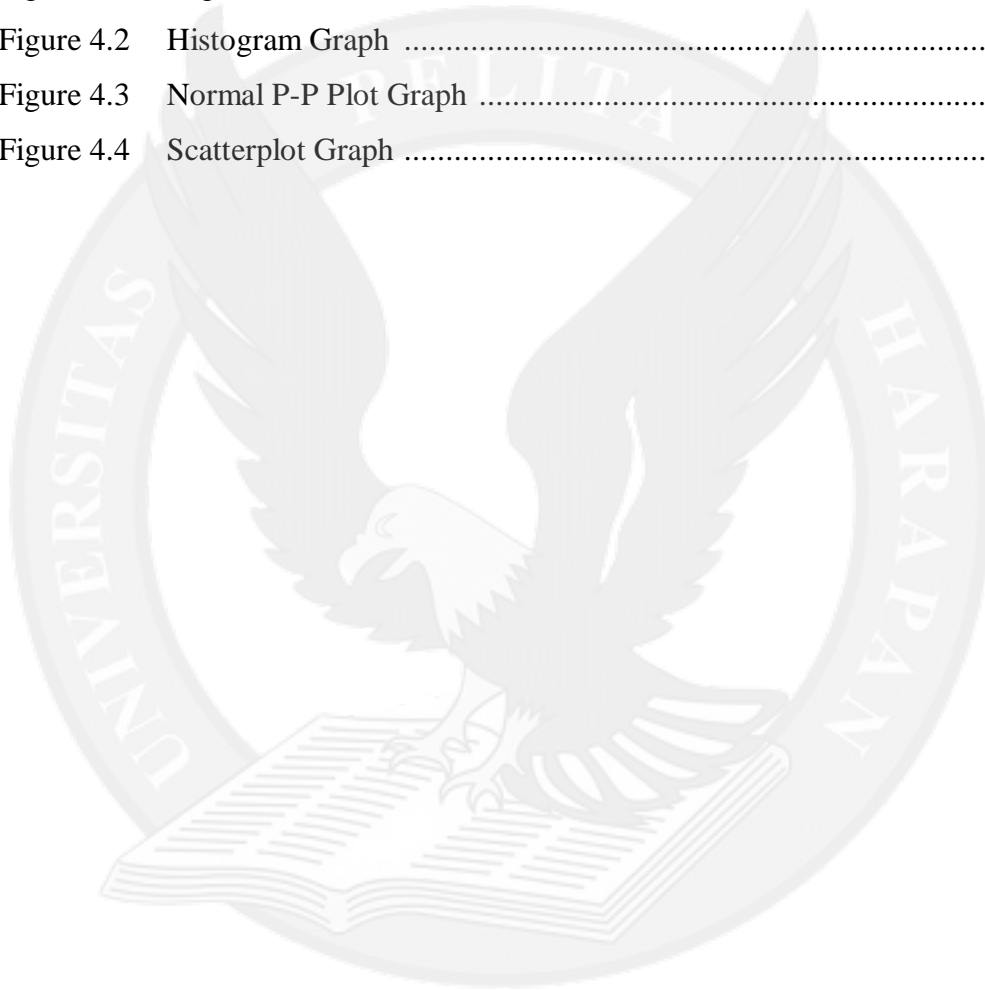 Figure 4.2 Histogram Graph ........................................................................
Figure 4.3 Normal P-P Plot Graph ...............................................................
Figure 4.4 Scatterplot Graph ........................................................................
UNIVERSITAS PELITA HARAPAN